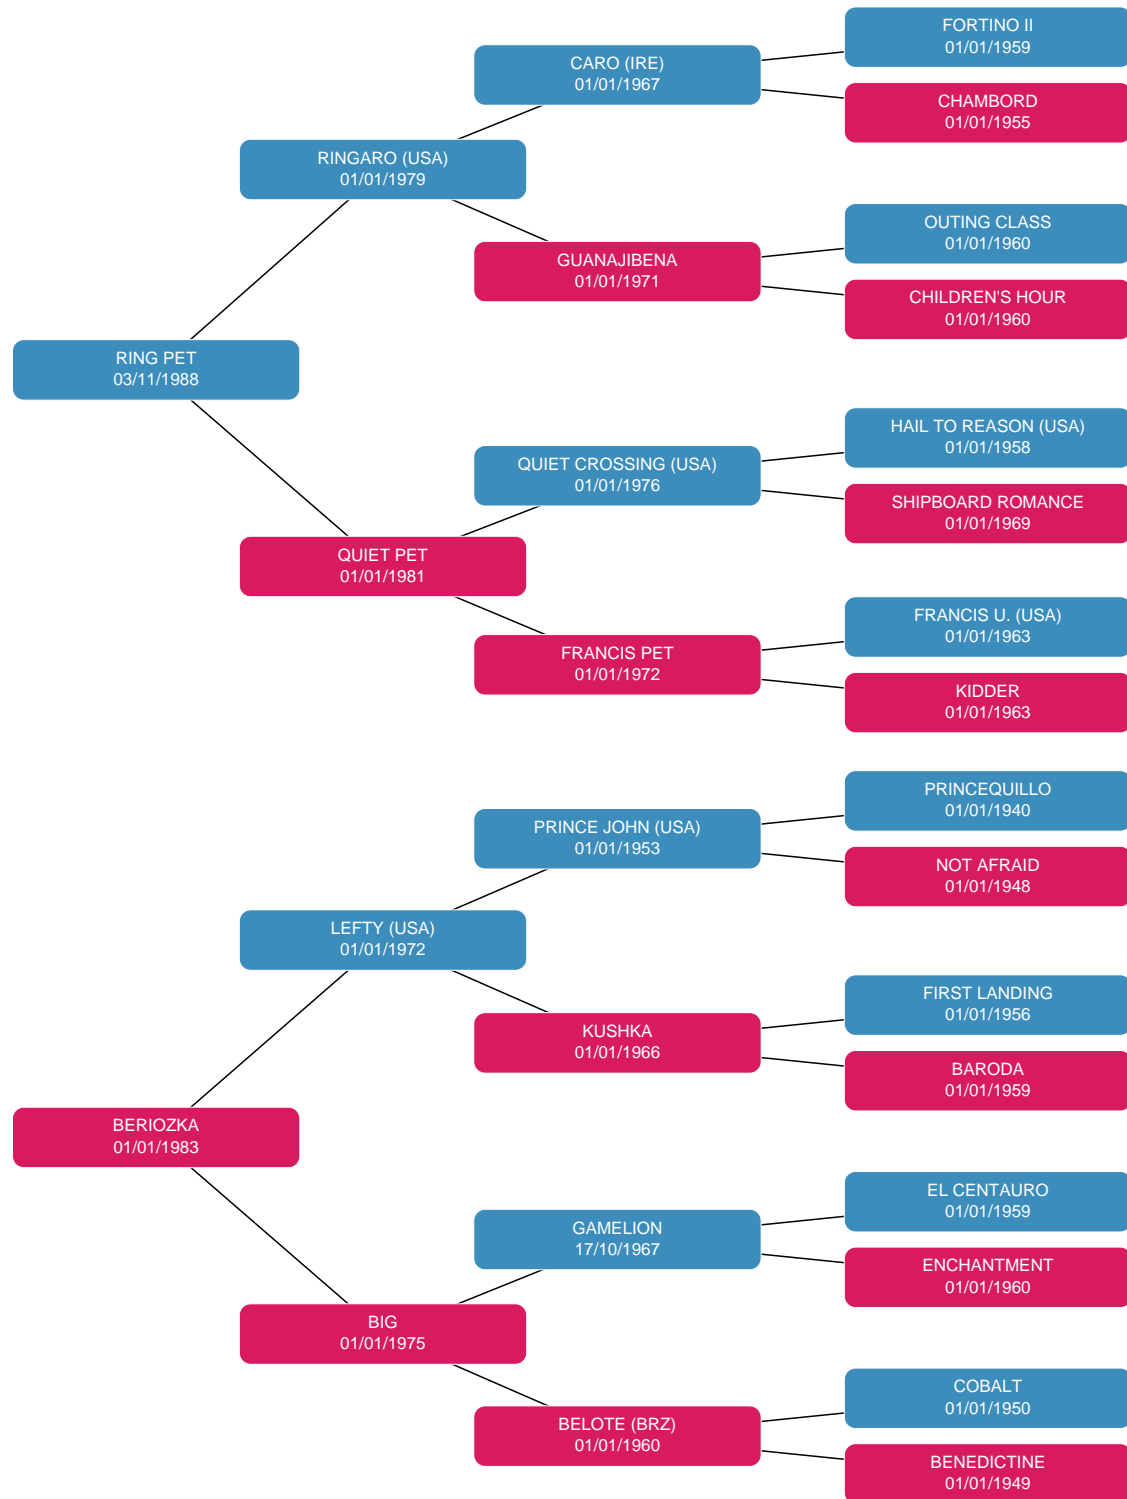 FORTINO II
01/01/1959
CARO (IRE)
01/01/1967
CHAMBORD
01/01/1955
RINGARO (USA)
01/01/1979
OUTING CLASS
01/01/1960
GUANAJIBENA
01/01/1971
CHILDREN'S HOUR
01/01/1960
RING PET
03/11/1988
HAIL TO REASON (USA)
01/01/1958
QUIET CROSSING (USA)
01/01/1976
SHIPBOARD ROMANCE
01/01/1969
QUIET PET
01/01/1981
FRANCIS U. (USA)
01/01/1963
FRANCIS PET
01/01/1972
KIDDER
01/01/1963
PRINCEQUILLO
01/01/1940
PRINCE JOHN (USA)
01/01/1953
NOT AFRAID
01/01/1948
LEFTY (USA)
01/01/1972
FIRST LANDING
01/01/1956
KUSHKA
01/01/1966
BARODA
01/01/1959
BERIOZKA
01/01/1983
EL CENTAURO
01/01/1959
GAMELION
17/10/1967
ENCHANTMENT
01/01/1960
BIG
01/01/1975
COBALT
01/01/1950
BELOTE (BRZ)
01/01/1960
BENEDICTINE
01/01/1949